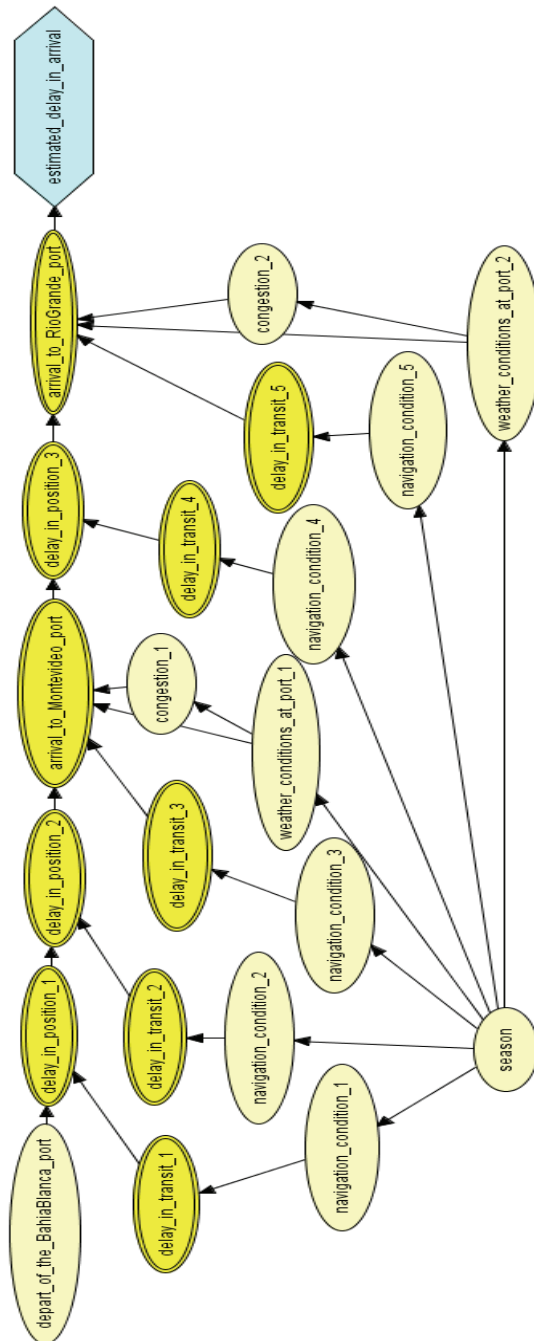 depart_of_the_BahiaBlanca_port
delay_in_position_1
delay_in_position_2
arrival_to_Montevideo_port
delay_in_position_3
arrival_to_RioGrande_port
estimated_delay_in_arrival
delay_in_transit_1
delay_in_transit_2
delay_in_transit_3
congestion_1
delay_in_transit_4
delay_in_transit_5
congestion_2
navigation_condition_1
navigation_condition_2
navigation_condition_3
weather_conditions_at_port_1
navigation_condition_4
navigation_condition_5
weather_conditions_at_port_2
season